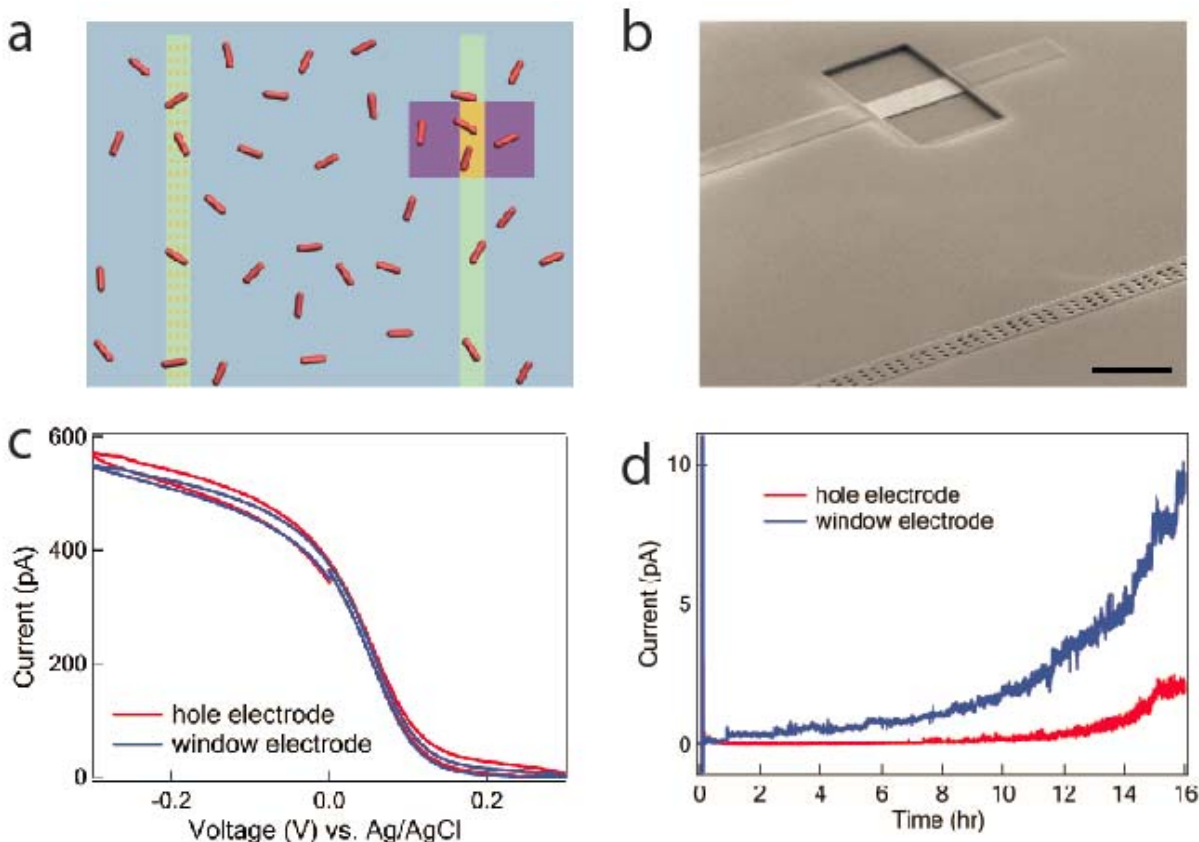 a
b
c
600
400
200
0
Current (pA)
hole electrode
window electrode
-0.2
0.0
0.2
Voltage (V) vs. Ag/AgCl
d
10
5
0
Current (pA)
hole electrode
window electrode
0
2
4
6
8
10
12
14
16
Time (hr)